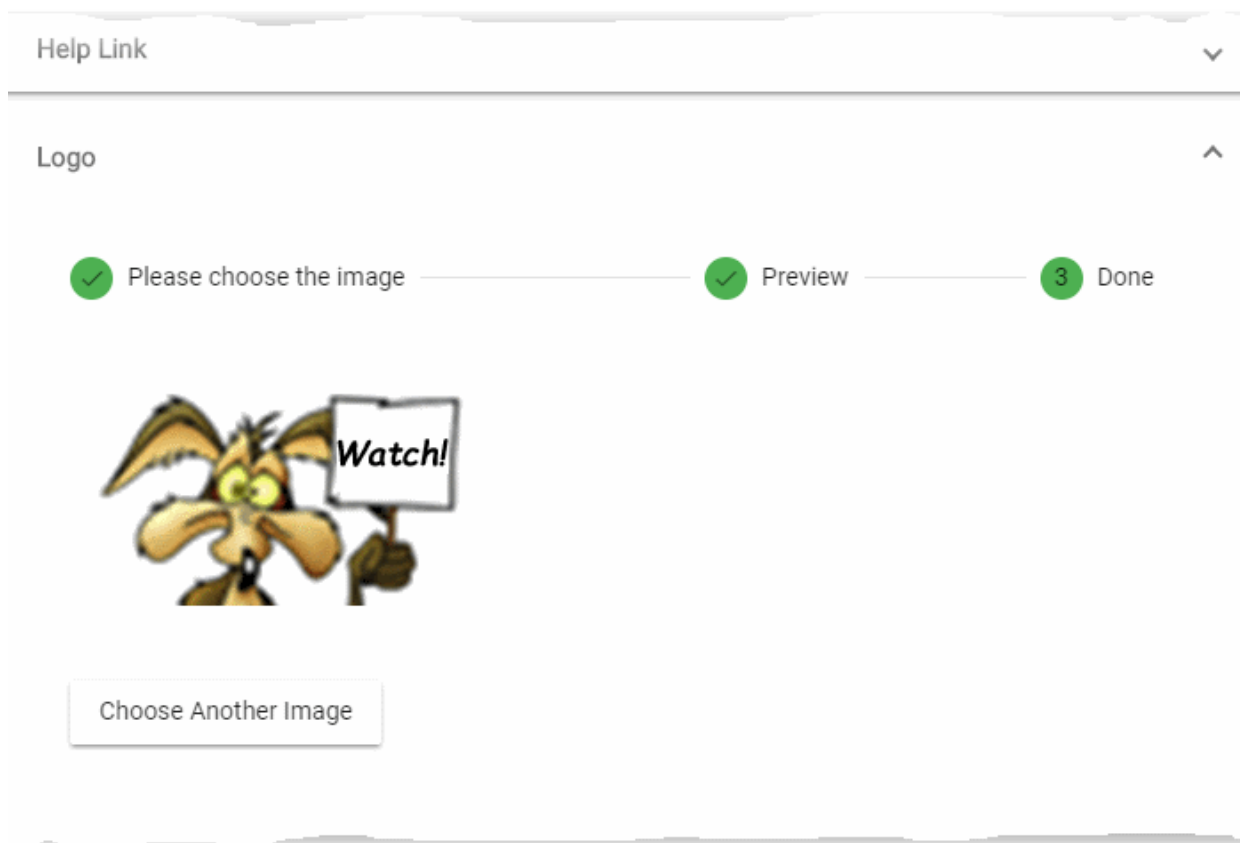 Help Link
Logo
Please choose the image
Preview
3 Done
Watch!
Choose Another Image